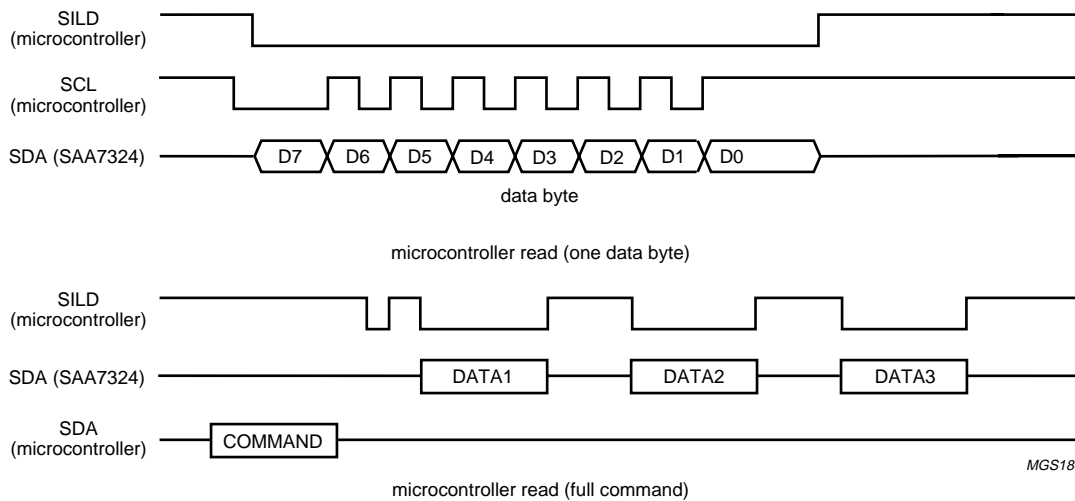 SILD
(microcontroller)
SCL
(microcontroller)
SDA (SAA7324)
D7 D6 D5 D4 D3 D2 D1 D0
data byte
microcontroller read (one data byte)
SILD
(microcontroller)
SDA (SAA7324)
DATA1 DATA2 DATA3
SDA
(microcontroller)
COMMAND
MGS18
microcontroller read (full command)